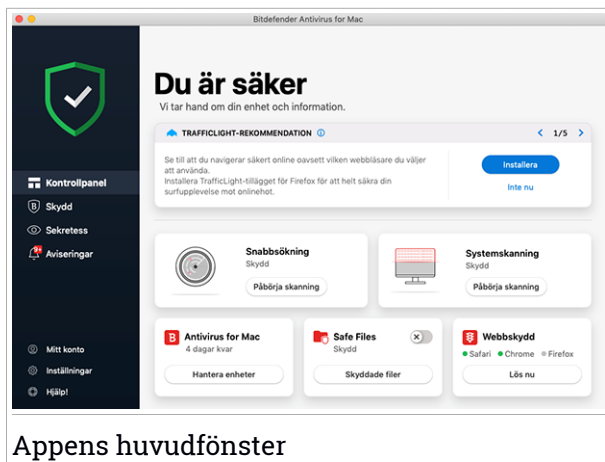 Bitdefender Antivirus for Mac
Du är säker
Vi tar hand om din enhet och information.
TRAFFICLIGHT-REKOMMENDATION
1/5
Se till att du navigerar säkert online oavsett vilken webbläsare du väljer
att använda.
Installera TrafficLight-tillägget för Firefox för att helt säkra din
surfupplevelse mot onlinehot.
Installera
Inte nu
Kontrollpanel
Skydd
Sekretess
9+
Aviseringar
Mitt konto
Inställningar
Hjälp!
Snabbsökning
Skydd
Påbörja skanning
Systemskanning
Skydd
Påbörja skanning
B
Antivirus for Mac
4 dagar kvar
Hantera enheter
Safe Files
Skydd
Skyddade filer
Webbskydd
Safari Chrome Firefox
Lös nu
Appens huvudfönster